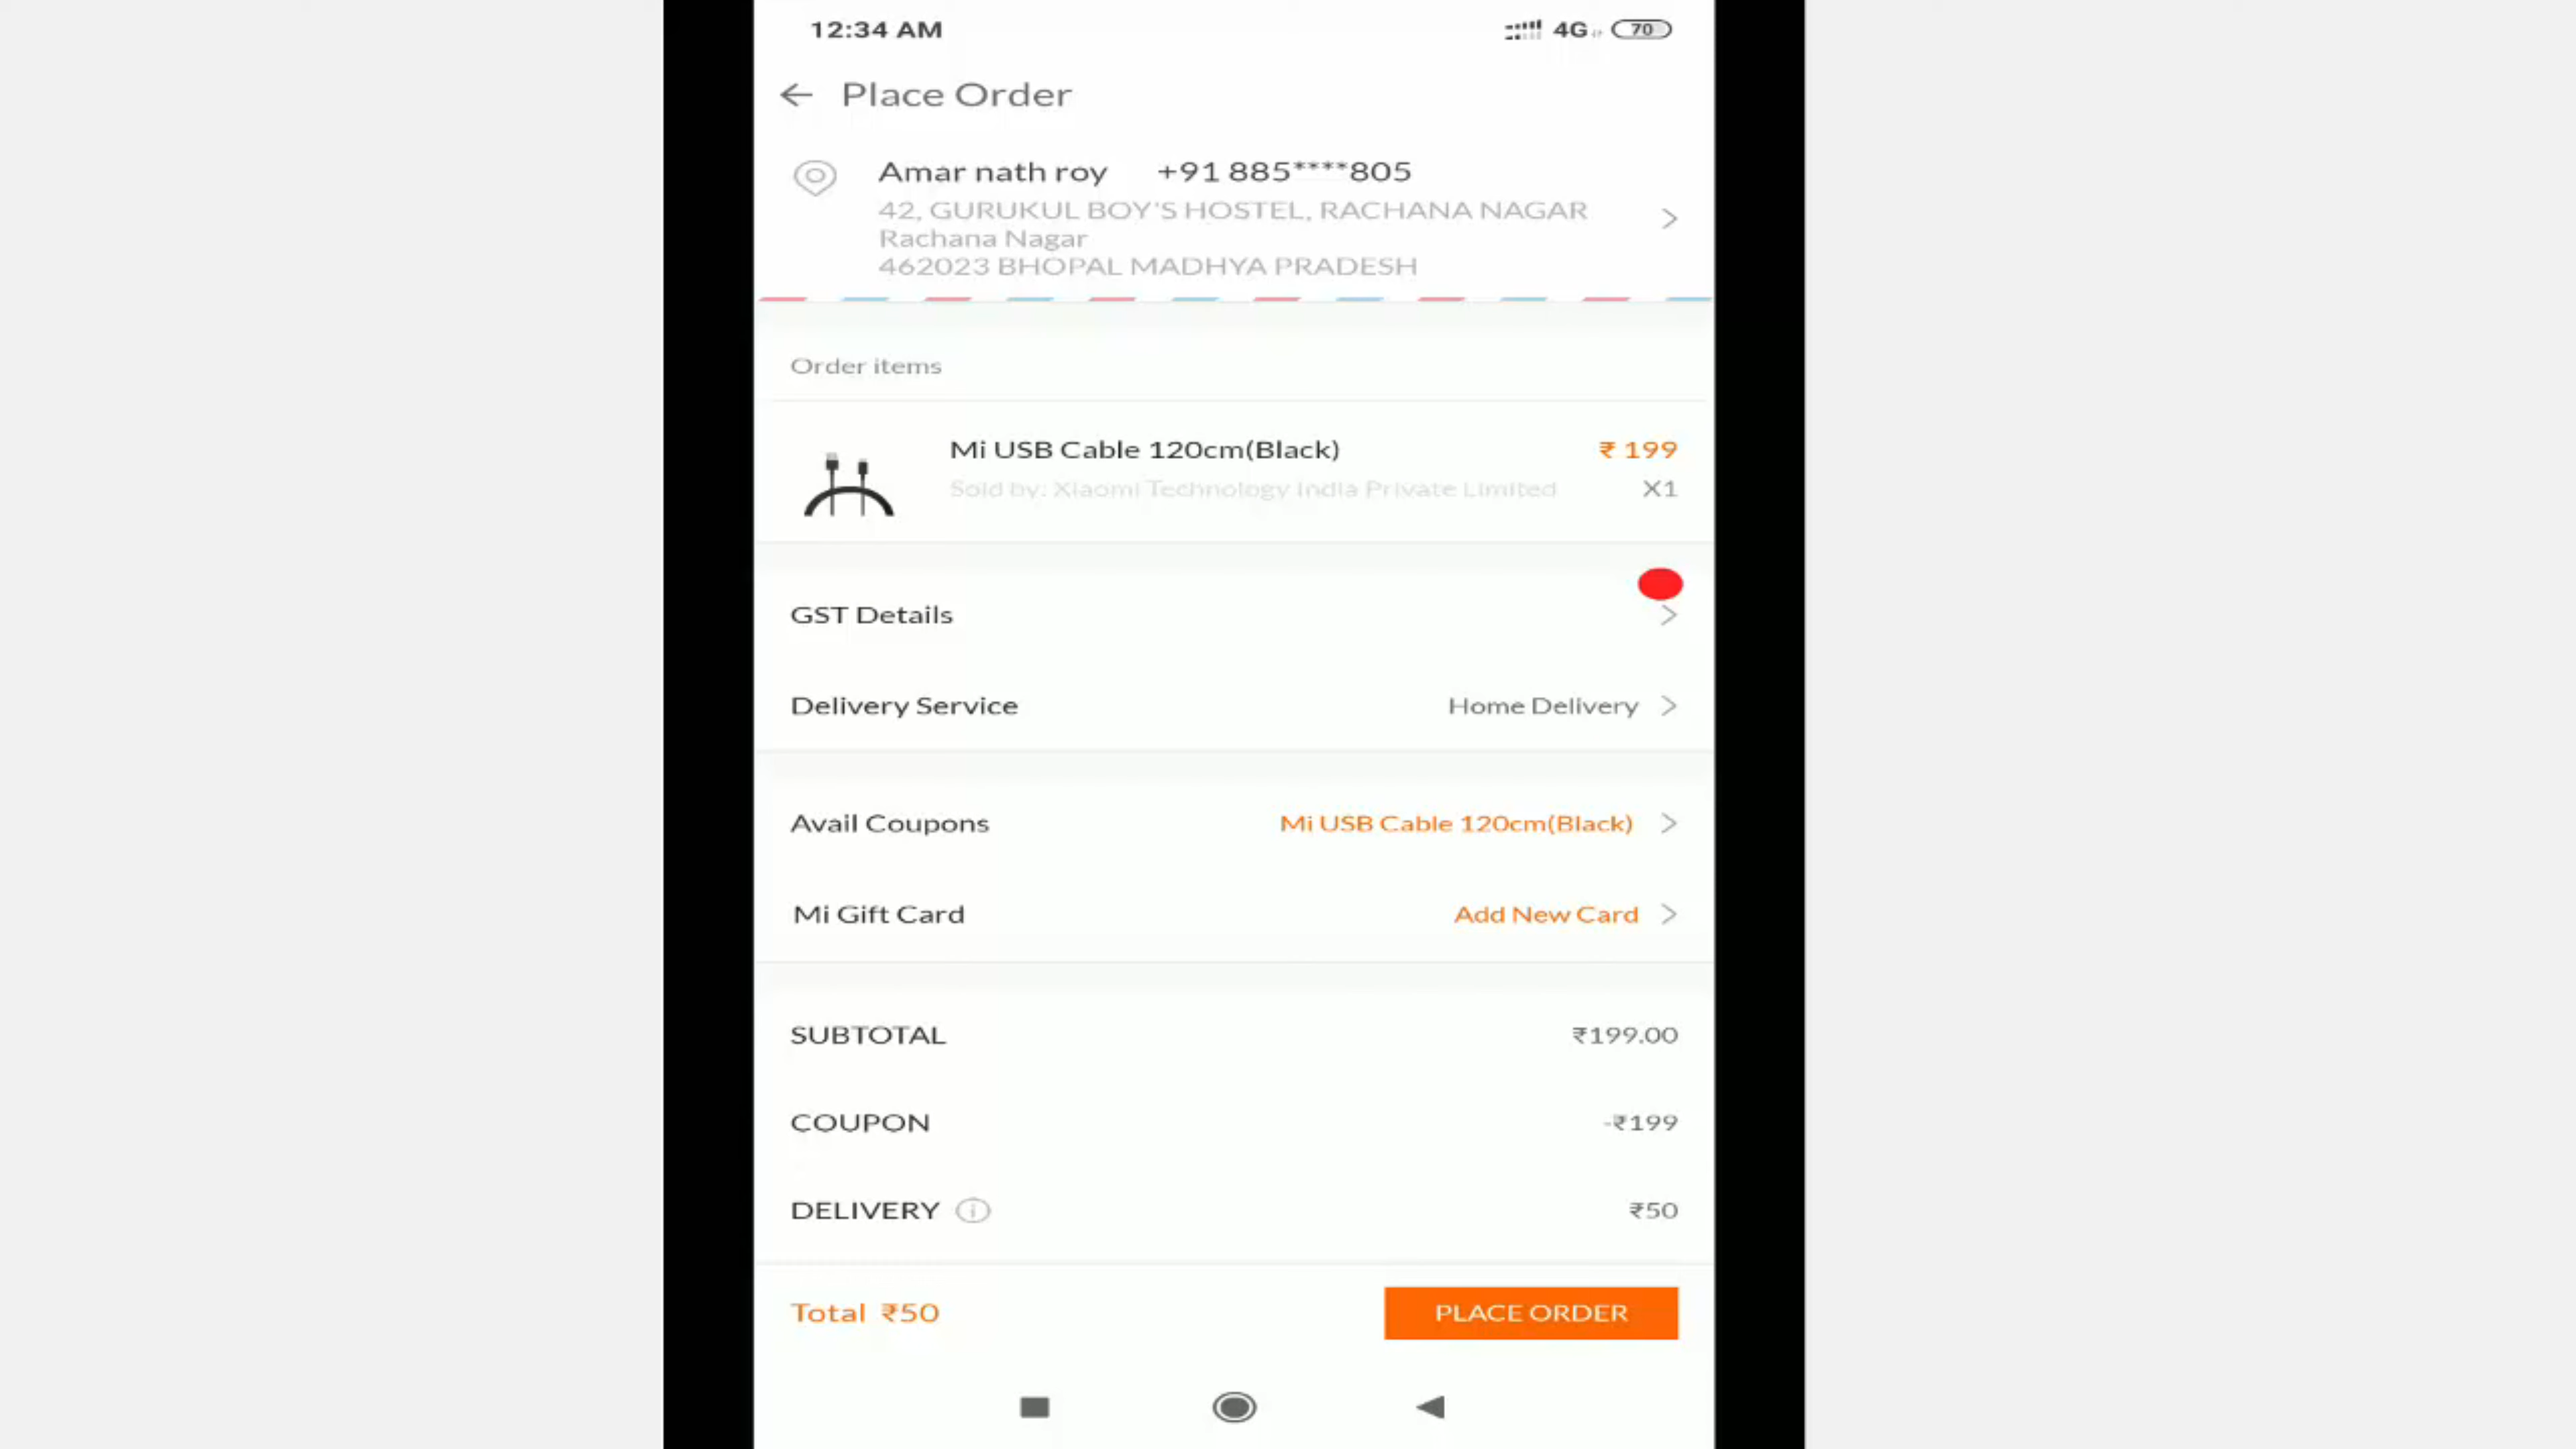 12:34 AM 4G 70
Place Order
Amar nath roy +91 885****805
42, GURUKUL BOY'S HOSTEL, RACHANA NAGAR
Rachana Nagar
462023 BHOPAL MADHYA PRADESH
Order items
Mi USB Cable 120cm(Black) ₹ 199
Sold by: Xiaomi Technology India Private Limited X1
GST Details
Delivery Service Home Delivery
Avail Coupons Mi USB Cable 120cm(Black)
Mi Gift Card Add New Card
SUBTOTAL ₹199.00
COUPON -₹199
DELIVERY ₹50
Total ₹50 PLACE ORDER